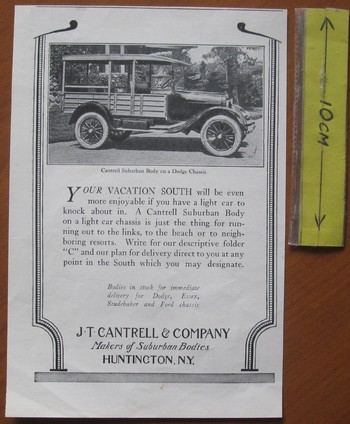 10CM
Cantrell Suburban Body on a Dodge Chassis
YOUR VACATION SOUTH will be even
more enjoyable if you have a light car to
knock about in. A Cantrell Suburban Body
on a light car chassis is just the thing for run-
ning out to the links, to the beach or to neigh-
boring resorts. Write for our descriptive folder
"C" and our plan for delivery direct to you at any
point in the South which you may designate.
Bodies in stock for immediate
delivery for Dodge, Essex,
Studebaker and Ford chassis
J·T·CANTRELL & COMPANY
Makers of Suburban Bodies
HUNTINGTON, N.Y.